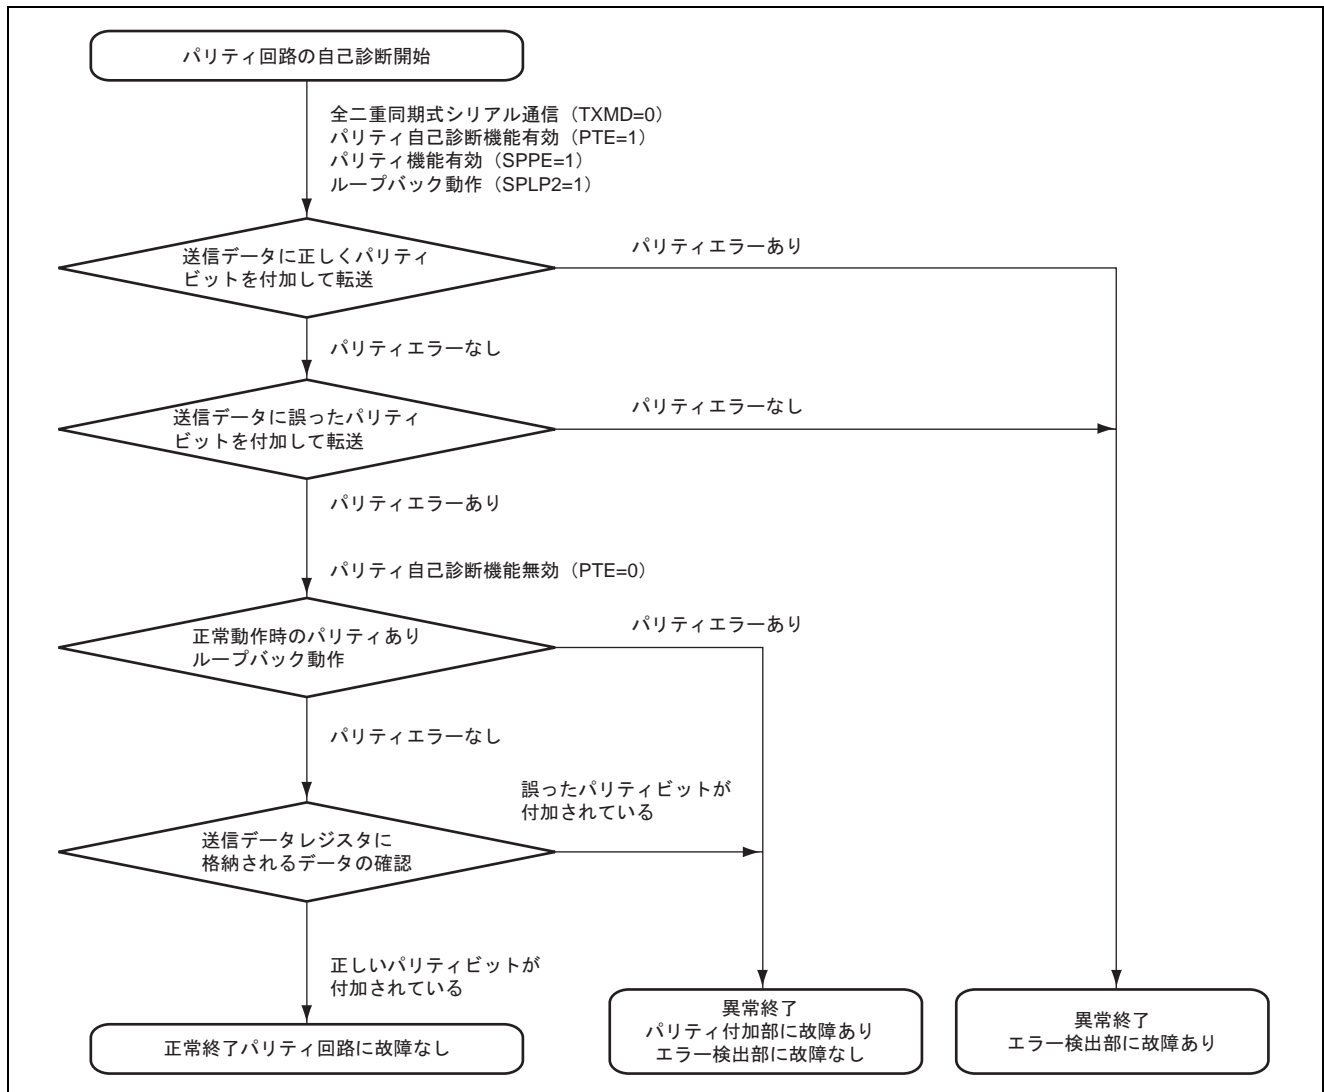 パリティ回路の自己診断開始
全二重同期式シリアル通信（TXMD=0）
パリティ自己診断機能有効（PTE=1）
パリティ機能有効（SPPE=1）
ループバック動作（SPLP2=1）
送信データに正しくパリティ
ビットを付加して転送
パリティエラーあり
パリティエラーなし
送信データに誤ったパリティ
ビットを付加して転送
パリティエラーなし
パリティエラーあり
パリティ自己診断機能無効（PTE=0）
正常動作時のパリティあり
ループバック動作
パリティエラーあり
パリティエラーなし
誤ったパリティビットが
付加されている
送信データレジスタに
格納されるデータの確認
正しいパリティビットが
付加されている
正常終了パリティ回路に故障なし
異常終了
パリティ付加部に故障あり
エラー検出部に故障なし
異常終了
エラー検出部に故障あり